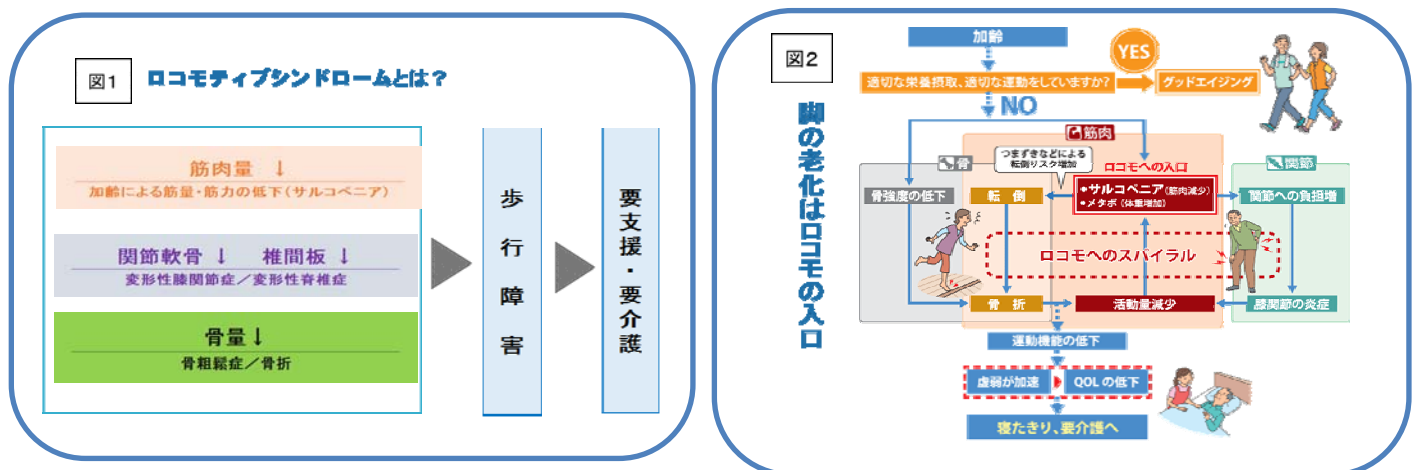 図1
ロコモティブシンドロームとは?
筋肉量 ↓
加齢による筋量・筋力の低下(サルコペニア)
関節軟骨 ↓ 椎間板 ↓
変形性膝関節症/変形性脊椎症
骨量↓
骨粗鬆症/骨折
歩行障害
要支援・要介護
図2
脚の老化はロコモの入口
加齢
YES
適切な栄養摂取、適切な運動をしていますか?
グッドエイジング
NO
筋肉
骨
つまずきなどによる
転倒リスク増加
ロコモへの入口
関節
骨強度の低下
転倒
●サルコペニア(筋肉減少)
●メタボ(体重増加)
関節への負担増
ロコモへのスパイラル
骨折
活動量減少
膝関節の炎症
運動機能の低下
虚弱が加速
QOLの低下
寝たきり、要介護へ